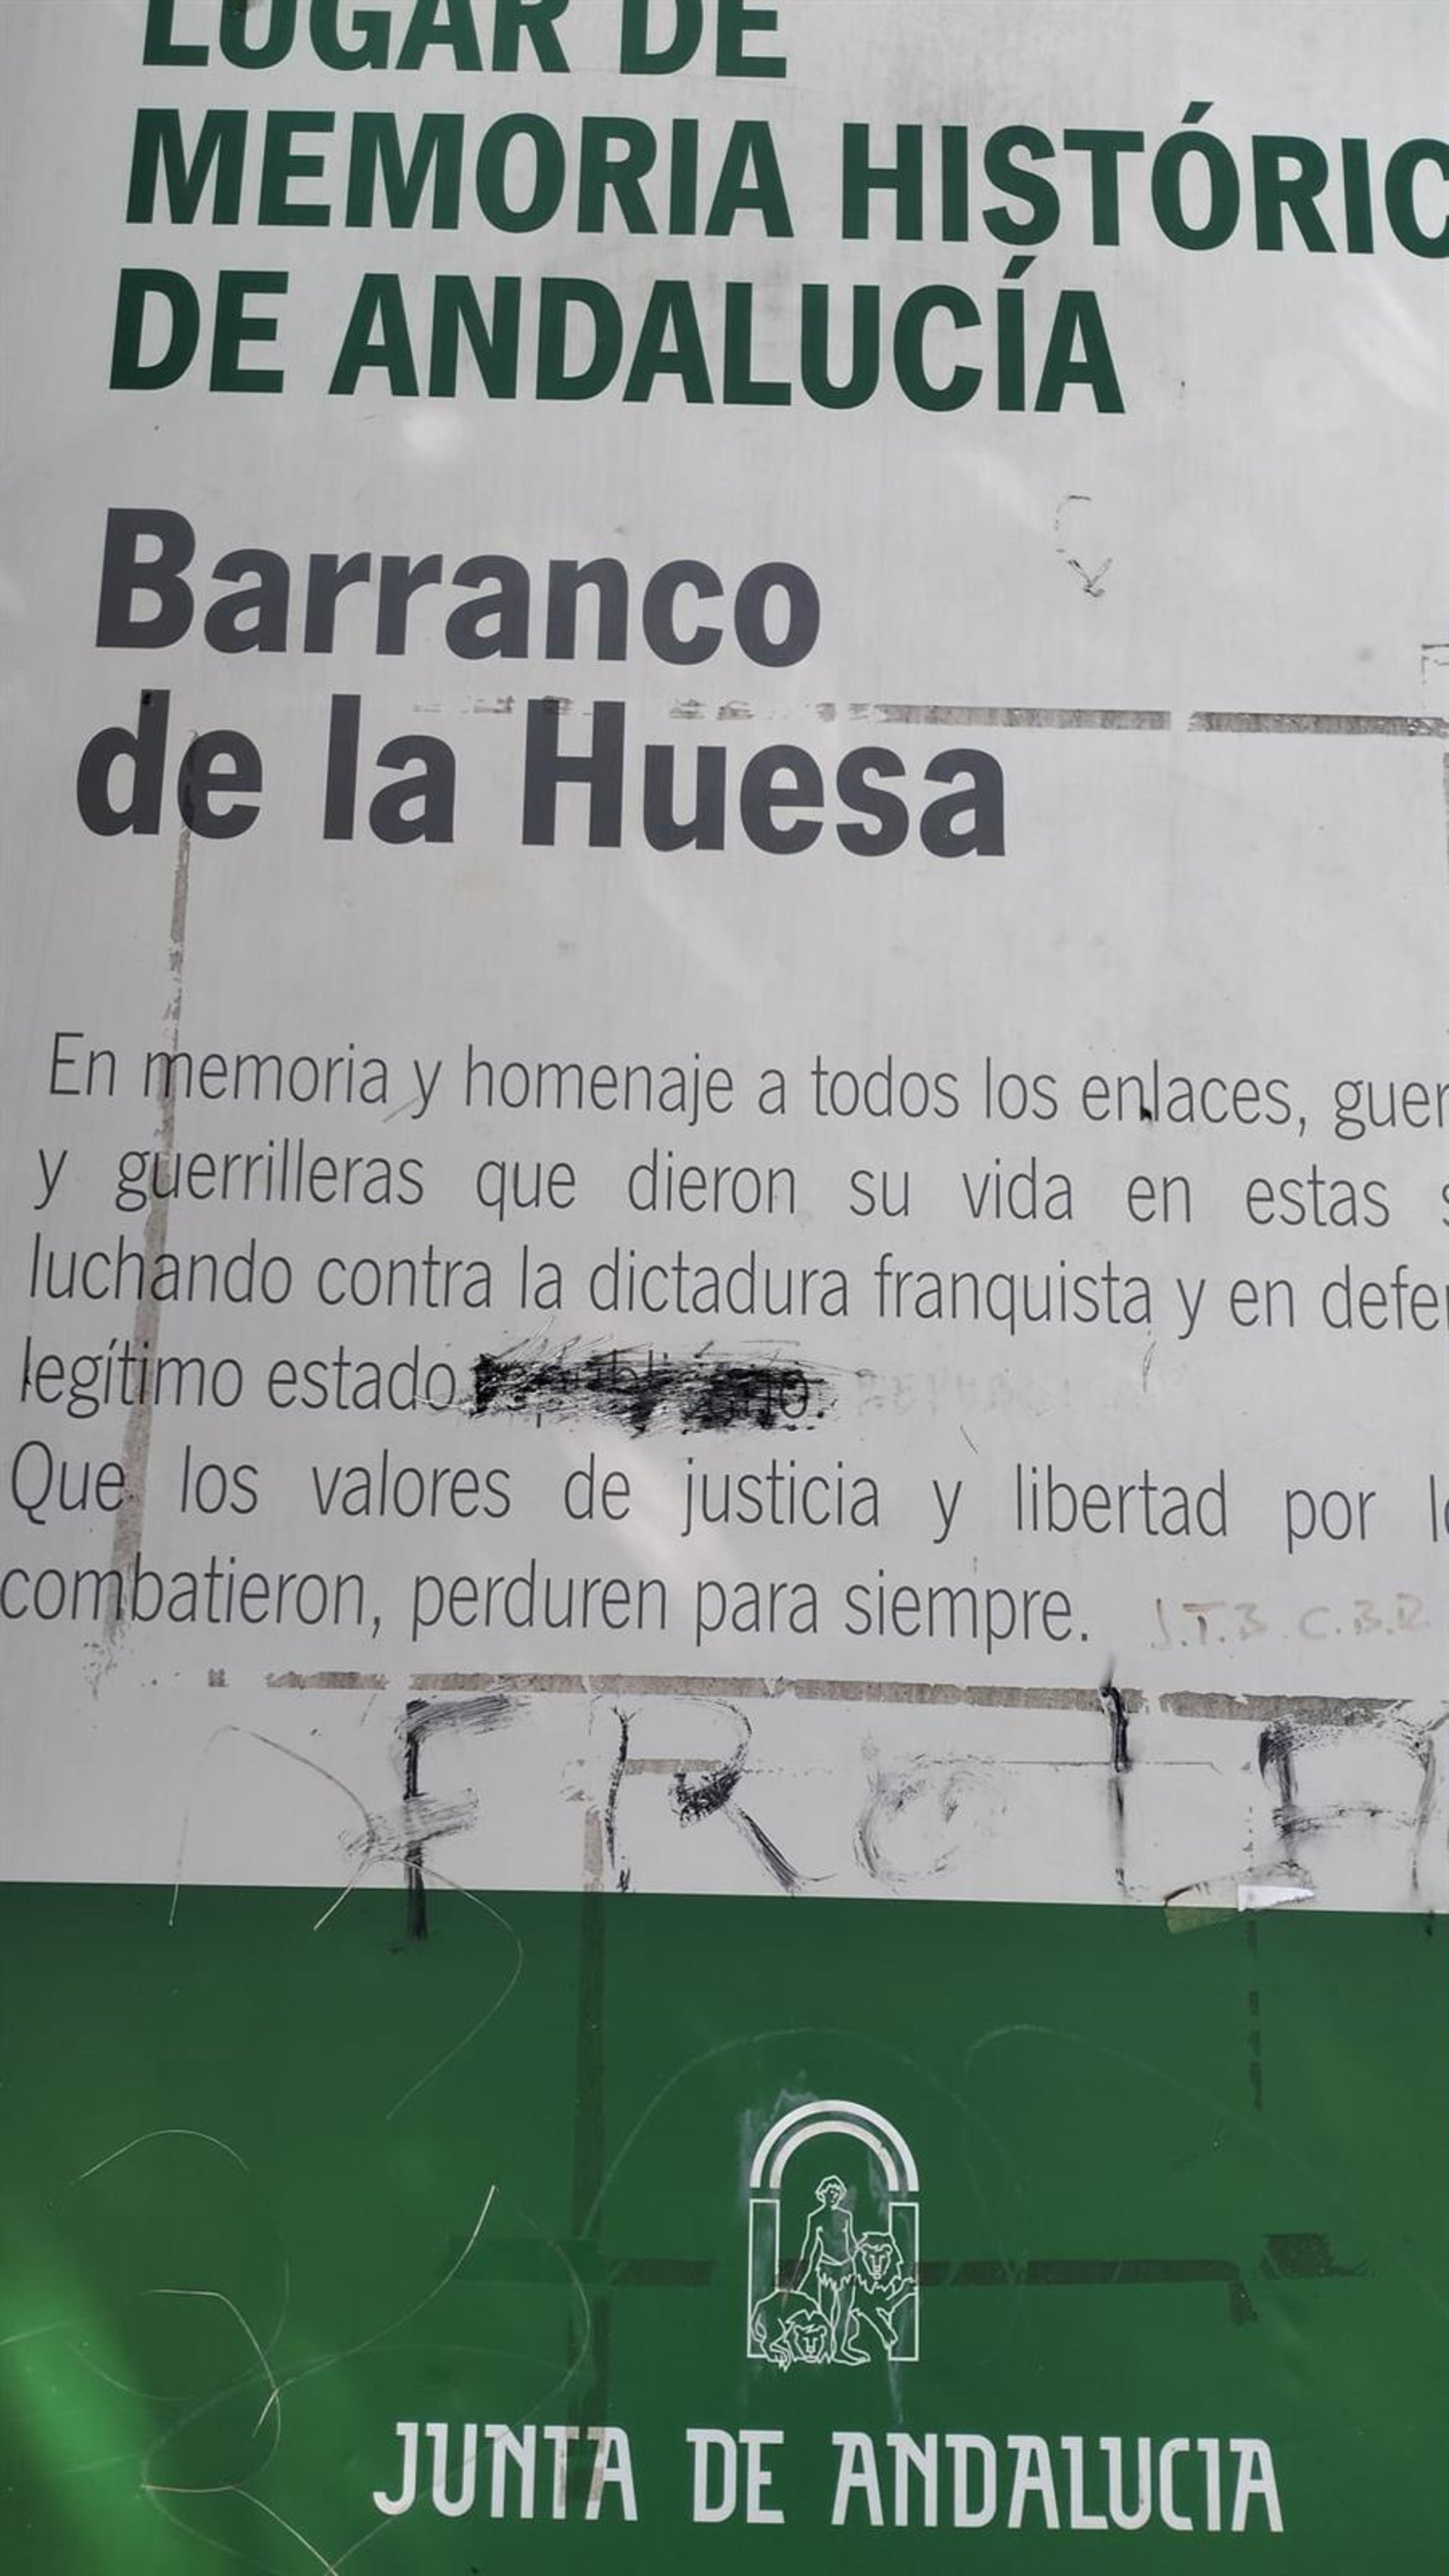 LUGAR DE
MEMORIA HISTÓRIC
DE ANDALUCÍA
Barranco
de la Huesa
En memoria y homenaje a todos los enlaces, guer
y guerrilleras que dieron su vida en estas s
luchando contra la dictadura franquista y en defe
legítimo estado
Que los valores de justicia y libertad por l
combatieron, perduren para siempre.
J.T.B. C.B.R
JUNTA DE ANDALUCIA